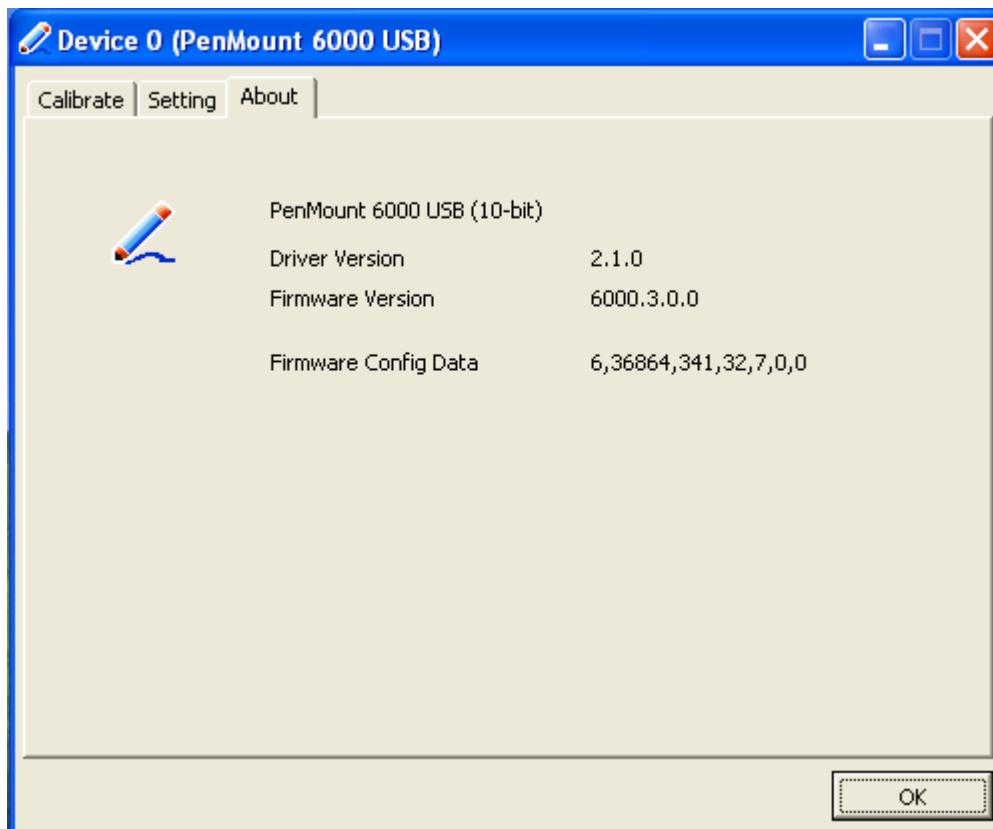 Device 0 (PenMount 6000 USB)
Calibrate Setting About
PenMount 6000 USB (10-bit)
Driver Version 2.1.0
Firmware Version 6000.3.0.0
Firmware Config Data 6,36864,341,32,7,0,0
OK